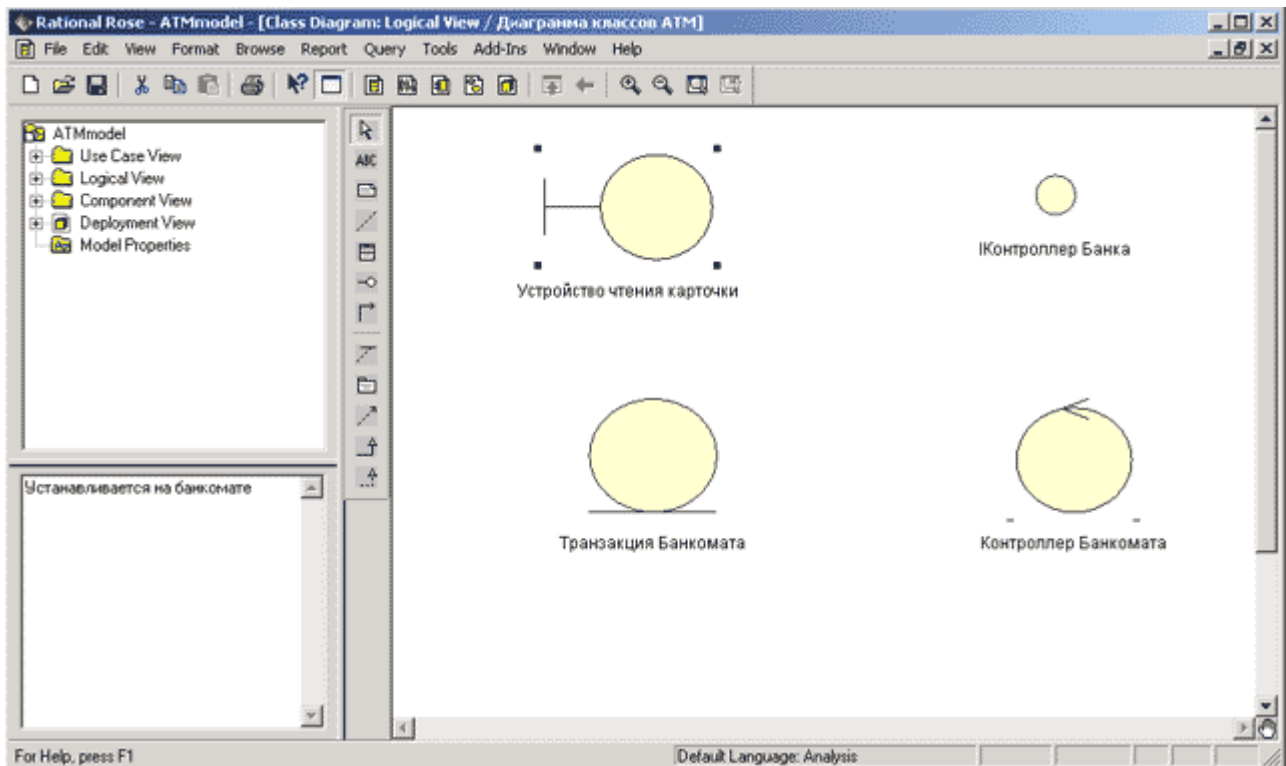 Rational Rose - ATMmodel - [Class Diagram: Logical View / Диаграмма классов ATM]
File Edit View Format Browse Report Query Tools Add-Ins Window Help
ATMmodel
Use Case View
Logical View
Component View
Deployment View
Model Properties
ABC
Устройство чтения карточки
IКонтроллер Банка
Транзакция Банкомата
Контроллер Банкомата
Устанавливается на банкомате
For Help, press F1
Default Language: Analysis